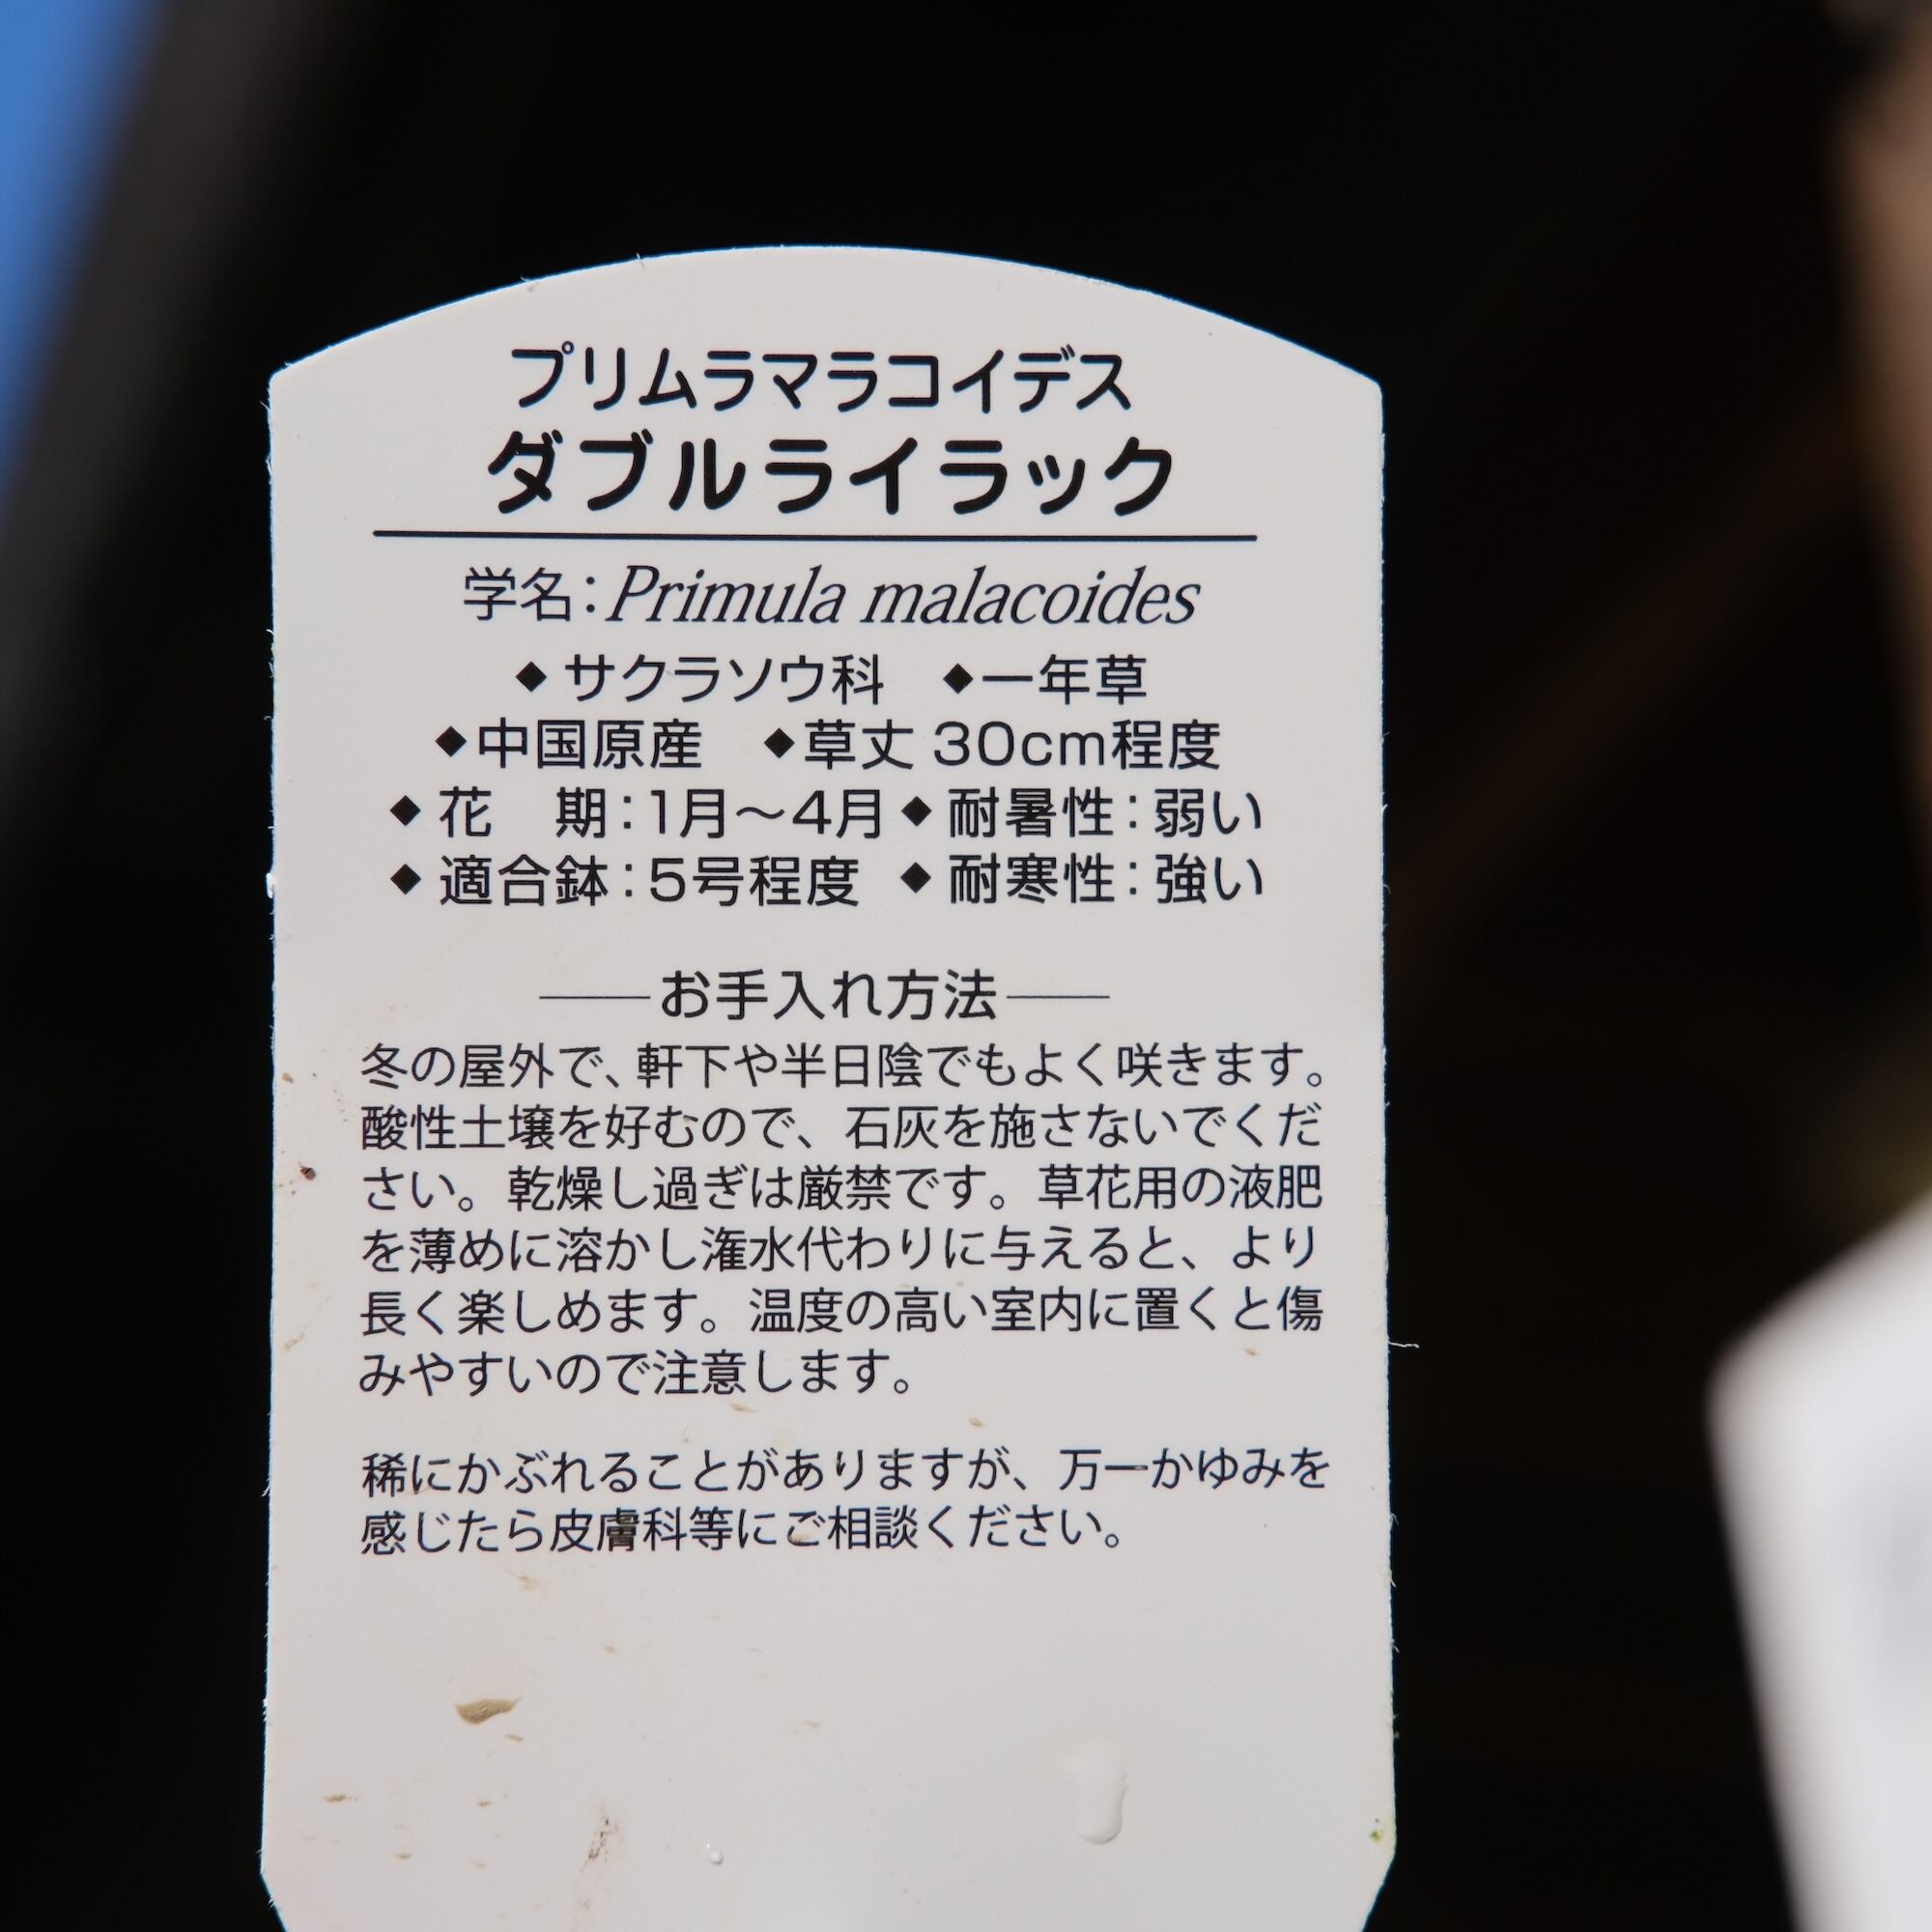 プリムラマラコイデス
ダブルライラック
学名：Primula malacoides
◆サクラソウ科　◆一年草
◆中国原産　◆草丈 30cm程度
◆花　期：1月～4月◆耐暑性：弱い
◆適合鉢：5号程度 ◆耐寒性：強い
お手入れ方法
冬の屋外で、軒下や半日陰でもよく咲きます。
酸性土壌を好むので、石灰を施さないでくだ
さい。乾燥し過ぎは厳禁です。草花用の液肥
を薄めに溶かし潅水代わりに与えると、より
長く楽しめます。温度の高い室内に置くと傷
みやすいので注意します。
稀にかぶれることがありますが、万一かゆみを
感じたら皮膚科等にご相談ください。